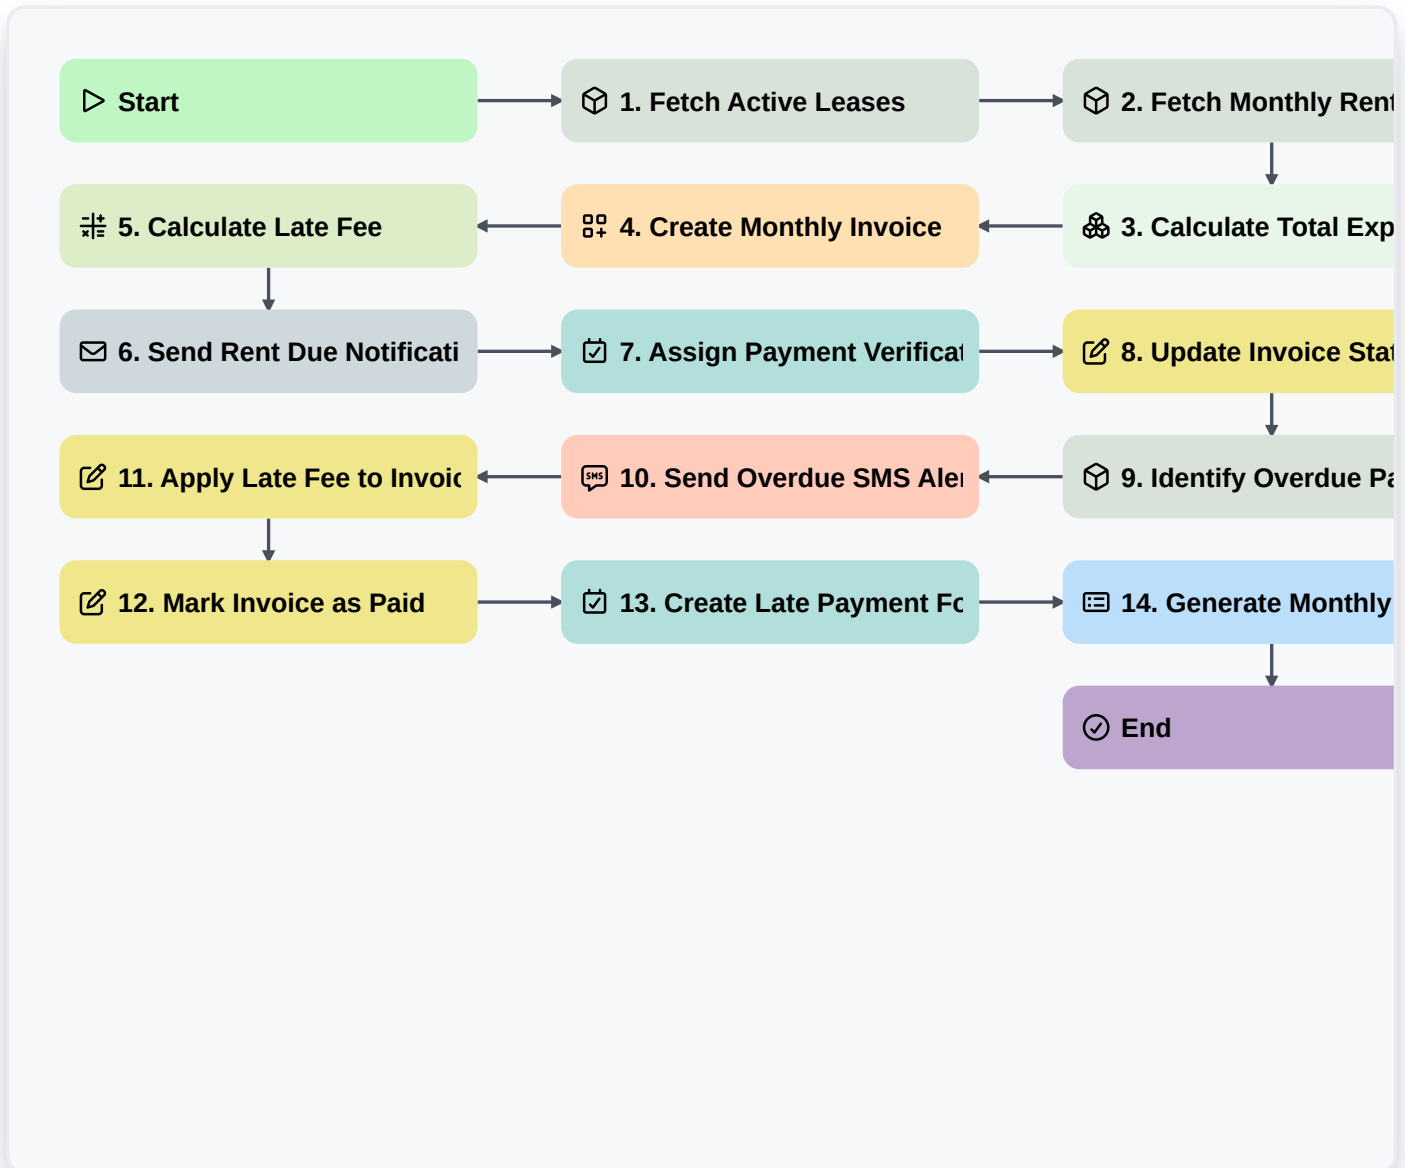 Start
1. Fetch Active Leases
2. Fetch Monthly Rent
5. Calculate Late Fee
4. Create Monthly Invoice
3. Calculate Total Exp
6. Send Rent Due Notificati
7. Assign Payment Verificat
8. Update Invoice Stat
11. Apply Late Fee to Invoic
SMS
10. Send Overdue SMS Aler
9. Identify Overdue Pa
12. Mark Invoice as Paid
13. Create Late Payment Fo
14. Generate Monthly
End